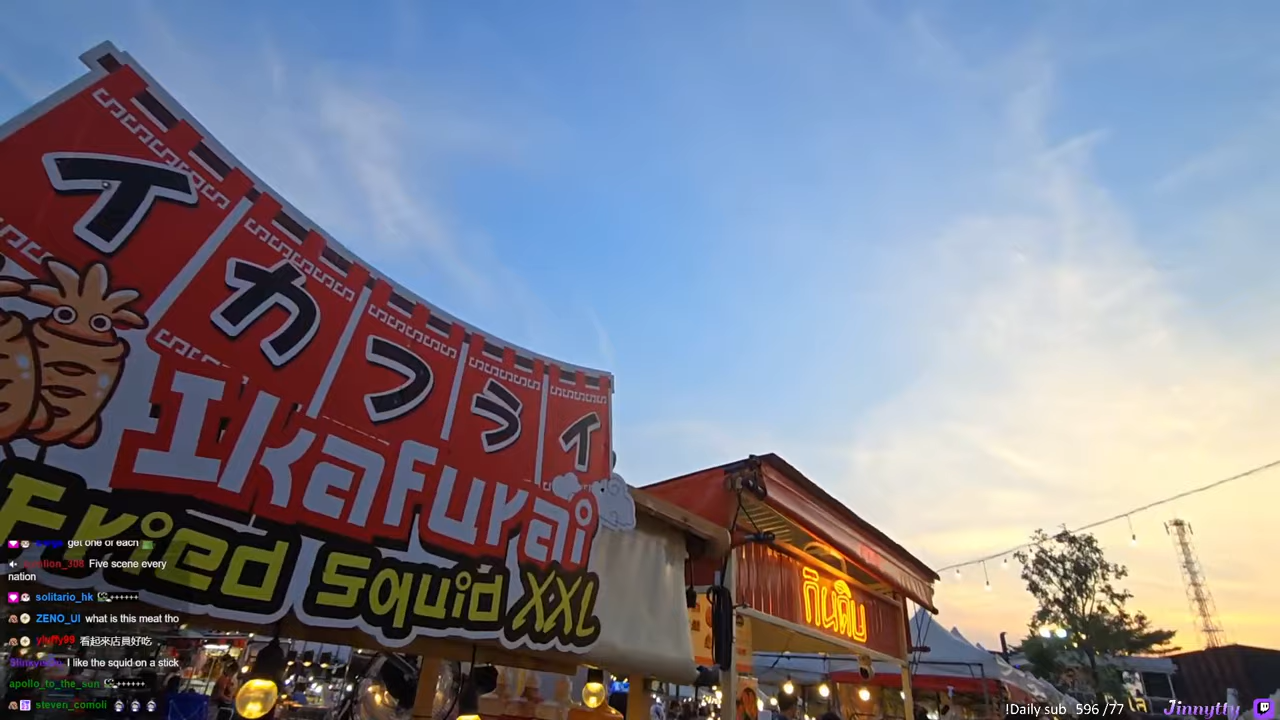 イカフライ
Ikafurai
Fried squid XXL
กินดิบ
get one of each
Five scene every
nation
solitario_hk ++++++
ZENO_UI what is this meat tho
yluffy99 看起來店員好吃
I like the squid on a stick
apollo_to_the_sun ++++++
steven_comoli
!Daily sub 596 /77
Jinnytty